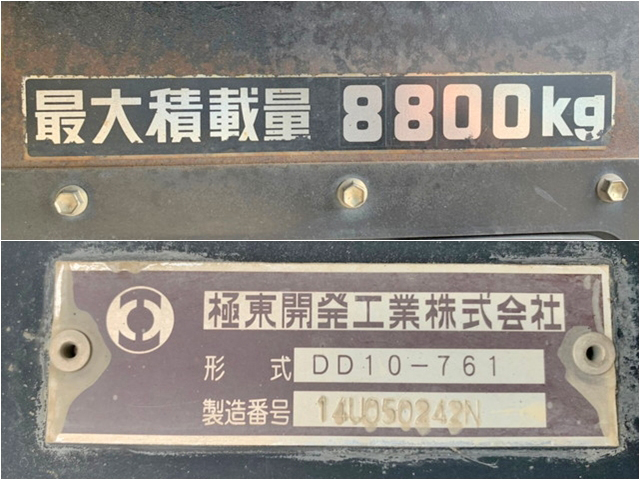 最大積載量 8800kg
極東開発工業株式会社
形式 DD10-761
製造番号 14U050242N